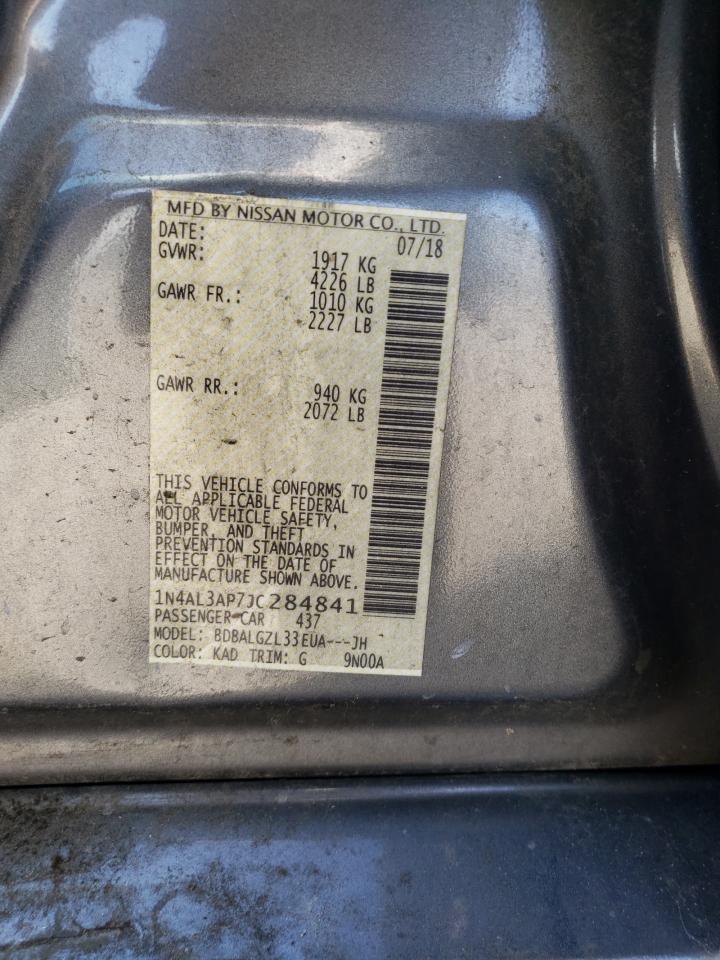 MFD BY NISSAN MOTOR CO., LTD.
DATE: 07/18
GVWR: 1917 KG
4226 LB
GAWR FR.: 1010 KG
2227 LB
GAWR RR.: 940 KG
2072 LB
THIS VEHICLE CONFORMS TO
ALL APPLICABLE FEDERAL
MOTOR VEHICLE SAFETY,
BUMPER, AND THEFT
PREVENTION STANDARDS IN
EFFECT ON THE DATE OF
MANUFACTURE SHOWN ABOVE.
1N4AL3AP7JC284841
PASSENGER CAR 437
MODEL: BDBALGZL33EUA---JH
COLOR: KAD TRIM: G 9N00A